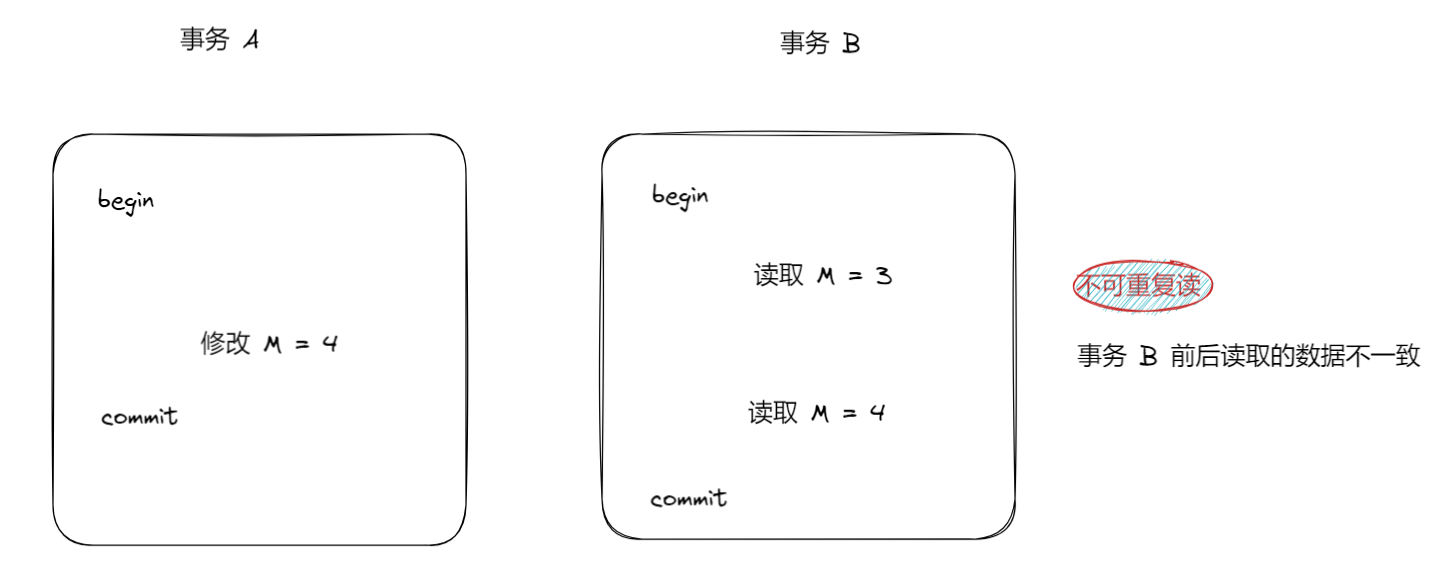 事务 A
begin
修改 M = 4
commit
事务 B
begin
读取 M = 3
读取 M = 4
commit
不可重复读
事务 B 前后读取的数据不一致